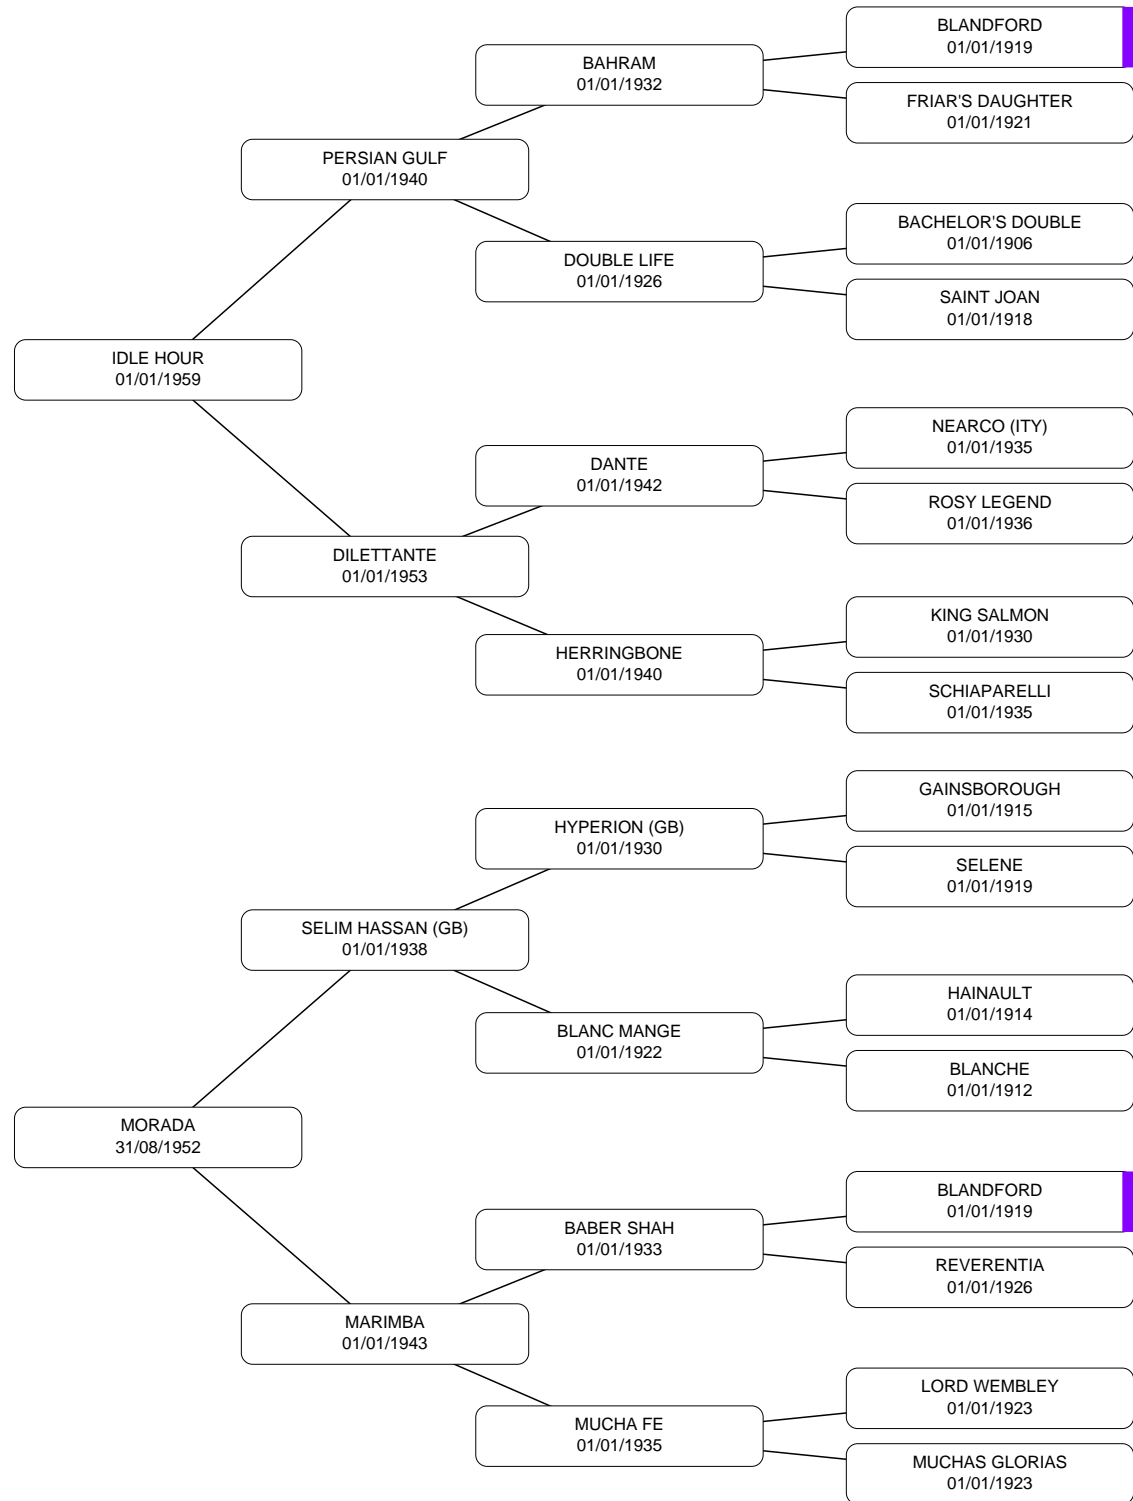 BLANDFORD
01/01/1919
BAHRAM
01/01/1932
FRIAR'S DAUGHTER
01/01/1921
PERSIAN GULF
01/01/1940
BACHELOR'S DOUBLE
01/01/1906
DOUBLE LIFE
01/01/1926
SAINT JOAN
01/01/1918
IDLE HOUR
01/01/1959
NEARCO (ITY)
01/01/1935
DANTE
01/01/1942
ROSY LEGEND
01/01/1936
DILETTANTE
01/01/1953
KING SALMON
01/01/1930
HERRINGBONE
01/01/1940
SCHIAPARELLI
01/01/1935
GAINSBOROUGH
01/01/1915
HYPERION (GB)
01/01/1930
SELENE
01/01/1919
SELIM HASSAN (GB)
01/01/1938
HAINAULT
01/01/1914
BLANC MANGE
01/01/1922
BLANCHE
01/01/1912
MORADA
31/08/1952
BLANDFORD
01/01/1919
BABER SHAH
01/01/1933
REVERENTIA
01/01/1926
MARIMBA
01/01/1943
LORD WEMBLEY
01/01/1923
MUCHA FE
01/01/1935
MUCHAS GLORIAS
01/01/1923